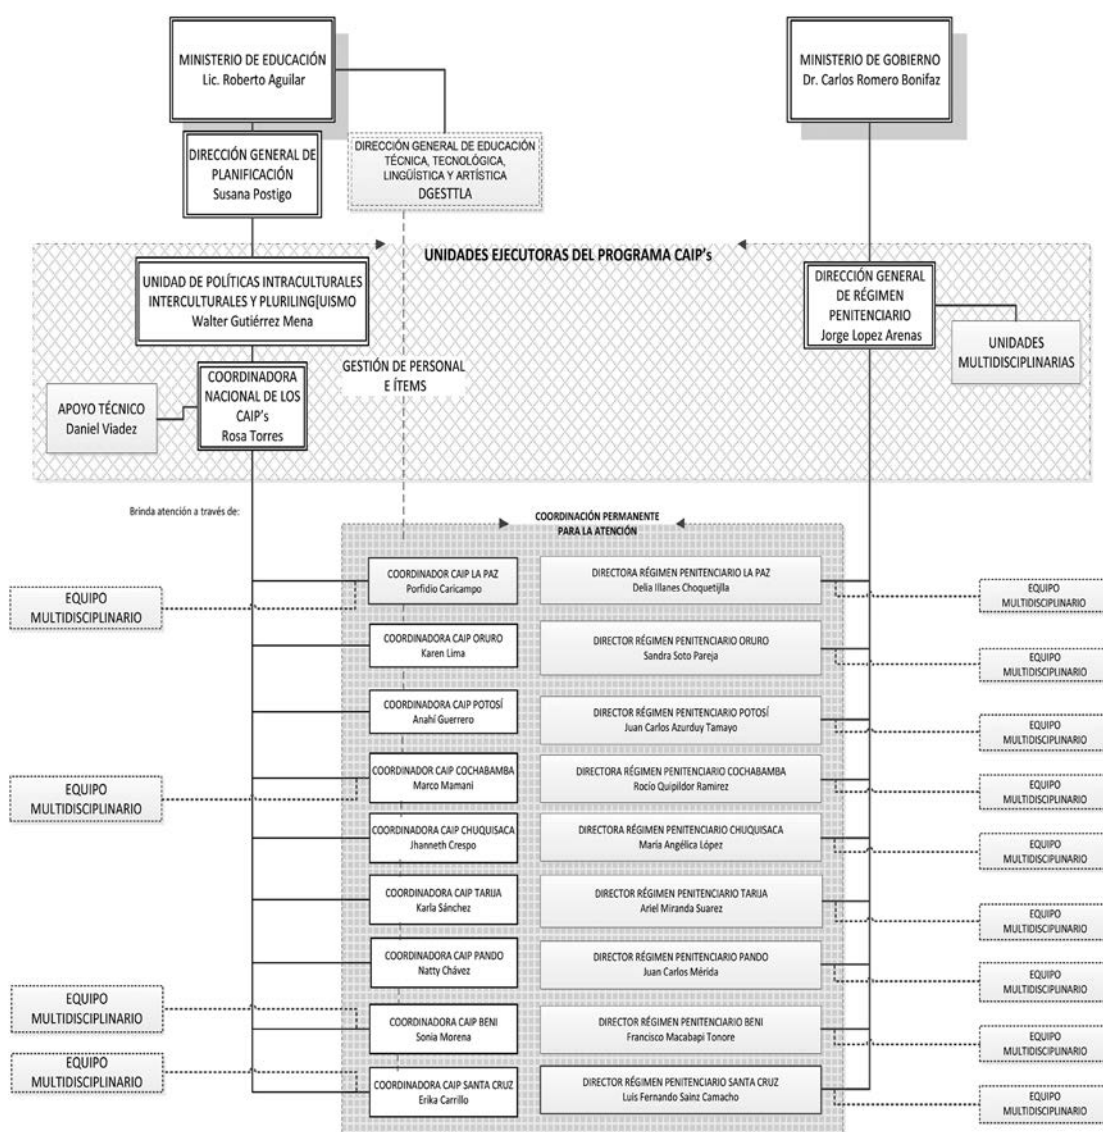 MINISTERIO DE EDUCACIÓN
Lic. Roberto Aguilar
MINISTERIO DE GOBIERNO
Dr. Carlos Romero Bonifaz
DIRECCIÓN GENERAL DE
PLANIFICACIÓN
Susana Postigo
DIRECCIÓN GENERAL DE EDUCACIÓN
TÉCNICA, TECNOLÓGICA,
LINGÜÍSTICA Y ARTÍSTICA
DGESTTLA
UNIDADES EJECUTORAS DEL PROGRAMA CAIP's
UNIDAD DE POLÍTICAS INTRACULTURALES
INTERCULTURALES Y PLURILING[UISMO
Walter Gutiérrez Mena
DIRECCIÓN GENERAL
DE RÉGIMEN
PENITENCIARIO
Jorge Lopez Arenas
UNIDADES
MULTIDISCIPLINARIAS
GESTIÓN DE PERSONAL
E ÍTEMS
COORDINADORA
NACIONAL DE LOS
CAIP's
Rosa Torres
APOYO TÉCNICO
Daniel Viadez
Brinda atención a través de:
COORDINACIÓN PERMANENTE
PARA LA ATENCIÓN
COORDINADOR CAIP LA PAZ
Porfidio Caricampo
DIRECTORA RÉGIMEN PENITENCIARIO LA PAZ
Delia Illanes Choquetijlla
EQUIPO
MULTIDISCIPLINARIO
EQUIPO
MULTIDISCIPLINARIO
COORDINADORA CAIP ORURO
Karen Lima
DIRECTOR RÉGIMEN PENITENCIARIO ORURO
Sandra Soto Pareja
EQUIPO
MULTIDISCIPLINARIO
COORDINADORA CAIP POTOSÍ
Anahí Guerrero
DIRECTOR RÉGIMEN PENITENCIARIO POTOSÍ
Juan Carlos Azurduy Tamayo
EQUIPO
MULTIDISCIPLINARIO
COORDINADOR CAIP COCHABAMBA
Marco Mamani
DIRECTORA RÉGIMEN PENITENCIARIO COCHABAMBA
Rocío Quipildor Ramirez
EQUIPO
MULTIDISCIPLINARIO
EQUIPO
MULTIDISCIPLINARIO
COORDINADORA CAIP CHUQUISACA
Jhanneth Crespo
DIRECTORA RÉGIMEN PENITENCIARIO CHUQUISACA
María Angélica López
EQUIPO
MULTIDISCIPLINARIO
COORDINADORA CAIP TARIJA
Karla Sánchez
DIRECTOR RÉGIMEN PENITENCIARIO TARIJA
Ariel Miranda Suarez
EQUIPO
MULTIDISCIPLINARIO
COORDINADORA CAIP PANDO
Natty Chávez
DIRECTOR RÉGIMEN PENITENCIARIO PANDO
Juan Carlos Mérida
EQUIPO
MULTIDISCIPLINARIO
EQUIPO
MULTIDISCIPLINARIO
COORDINADORA CAIP BENI
Sonia Morena
DIRECTOR RÉGIMEN PENITENCIARIO BENI
Francisco Macabapi Tonore
EQUIPO
MULTIDISCIPLINARIO
EQUIPO
MULTIDISCIPLINARIO
COORDINADORA CAIP SANTA CRUZ
Erika Carrillo
DIRECTOR RÉGIMEN PENITENCIARIO SANTA CRUZ
Luis Fernando Sainz Camacho
EQUIPO
MULTIDISCIPLINARIO